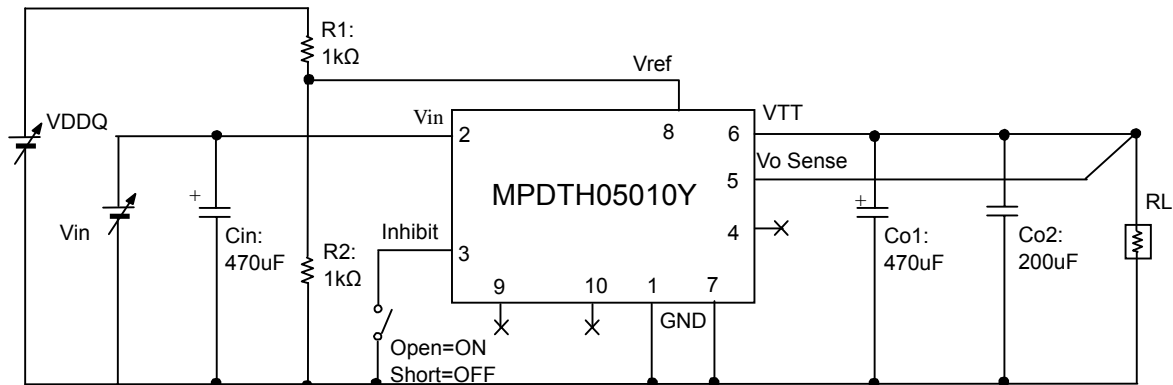 R1:
1kΩ
Vref
VDDQ
Vin
2
8
6
VTT
Vo Sense
5
MPDTH05010Y
RL
+
Vin
Cin:
470uF
R2:
1kΩ
Inhibit
3
4
+
Co1:
470uF
Co2:
200uF
9
10
1
7
GND
Open=ON
Short=OFF